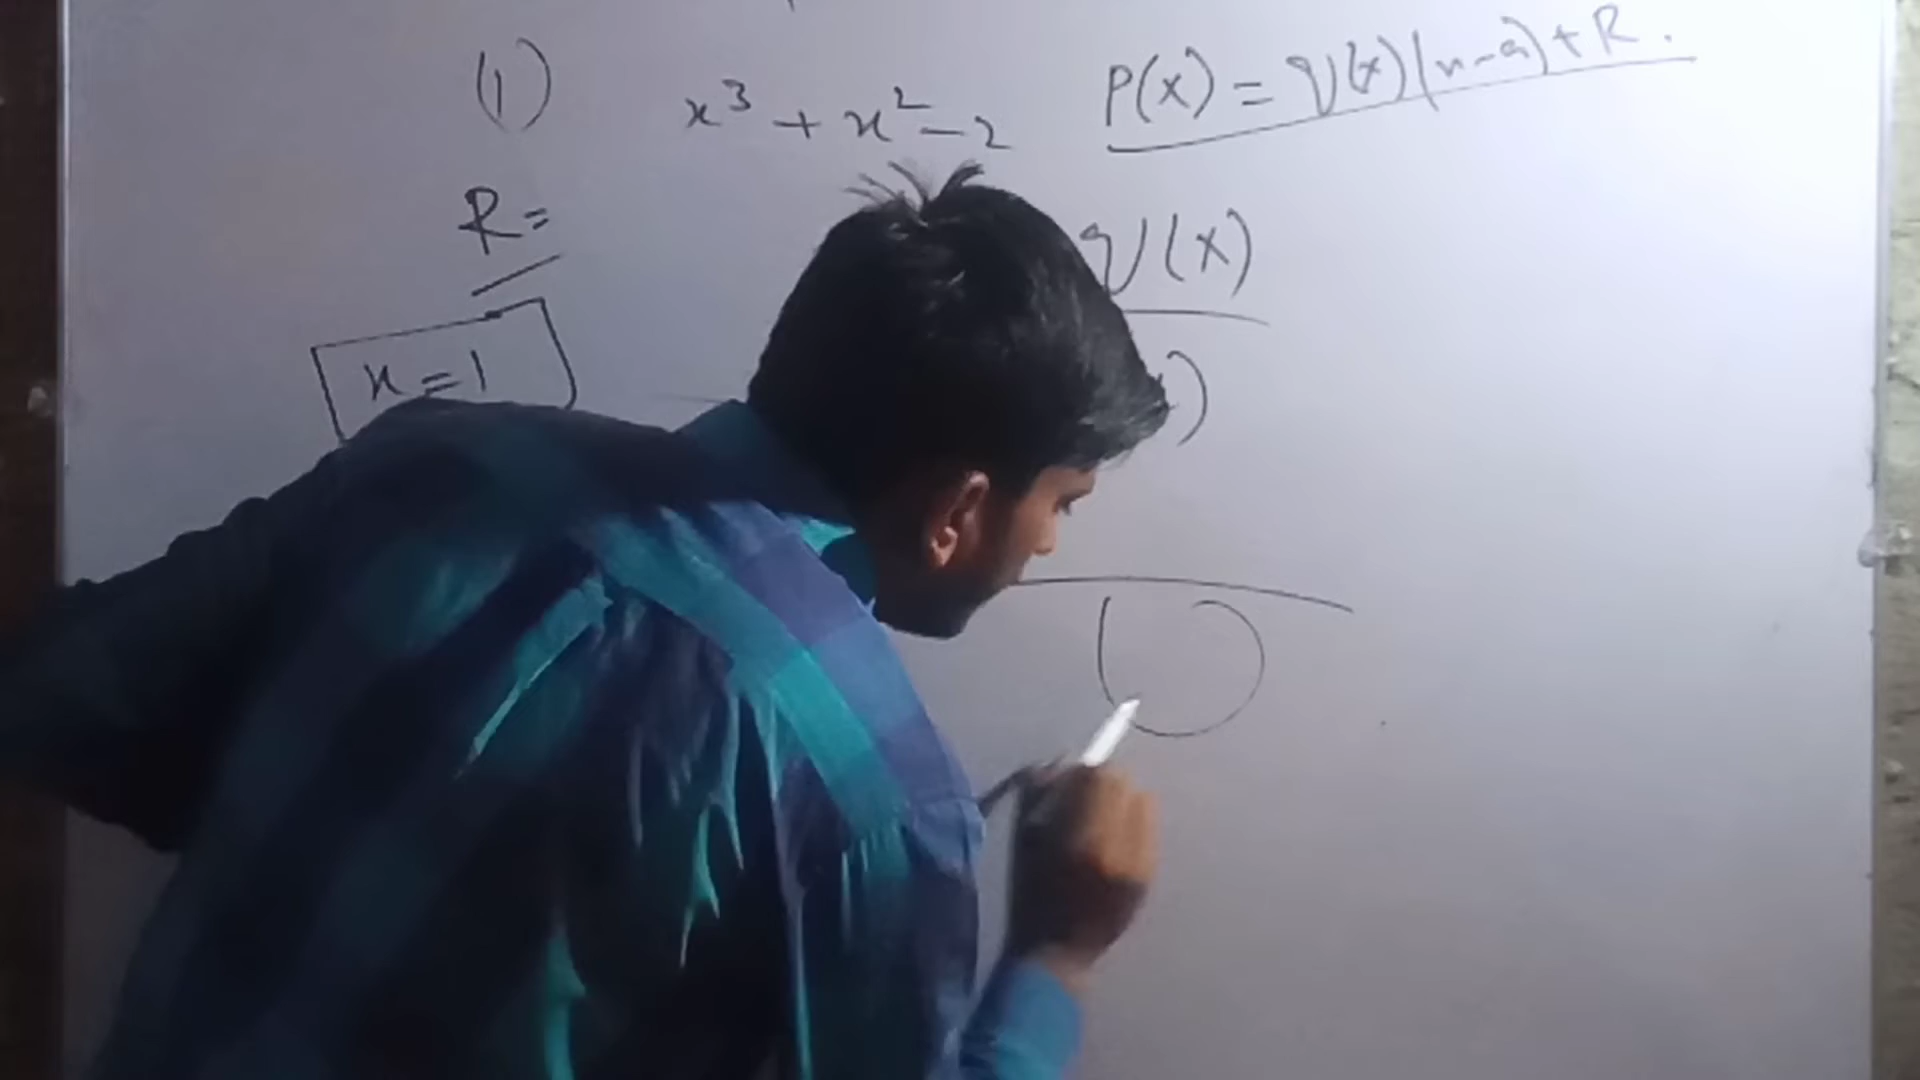 (1) x³ + x² - 2
P(x) = q(x)(x-a) + R.
R =
q(x)
x = 1
)